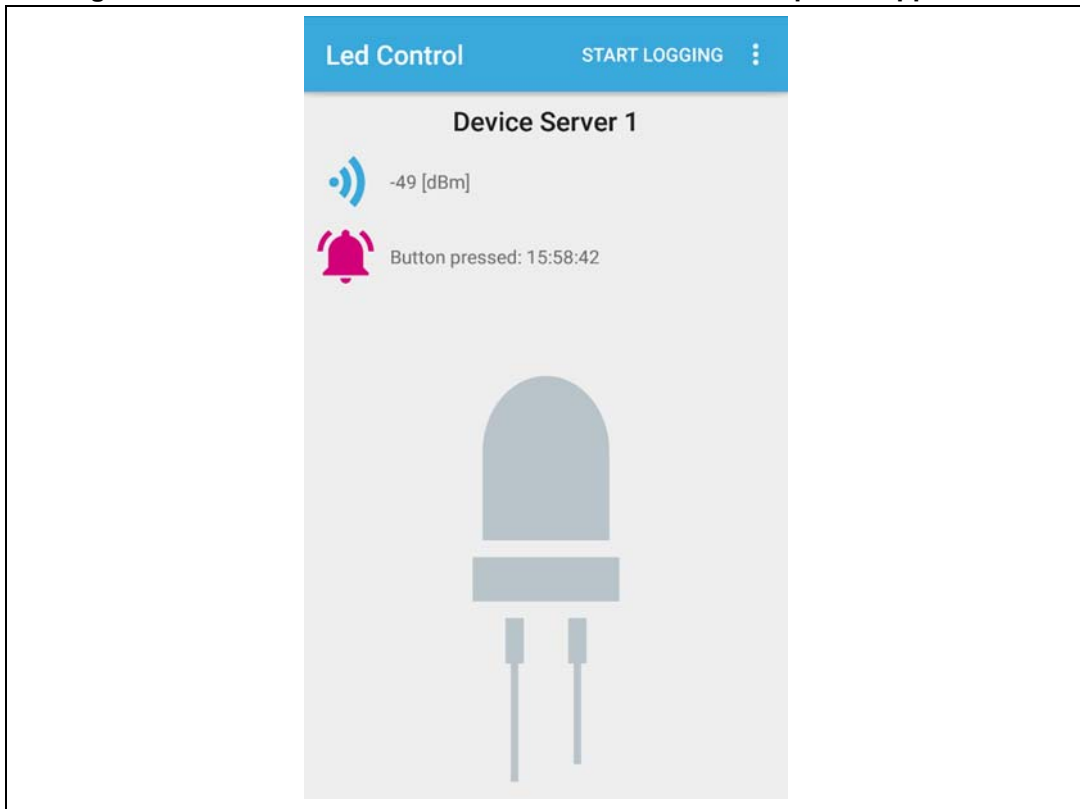 Led Control START LOGGING
Device Server 1
-49 [dBm]
Button pressed: 15:58:42